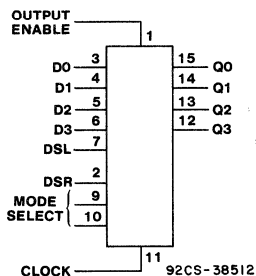 OUTPUT
ENABLE
1
D0 3 15 Q0
D1 4 14 Q1
D2 5 13 Q2
D3 6 12 Q3
DSL 7
DSR 2
MODE 9
SELECT 10
11
CLOCK 92CS-38512